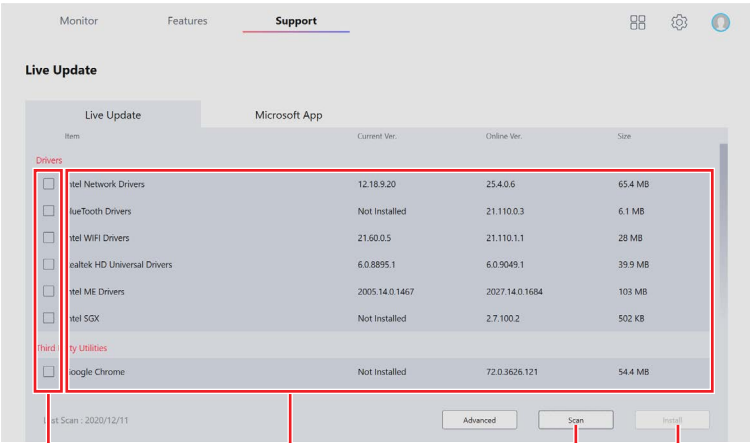 Monitor Features Support
Live Update
Live Update Microsoft App
Item Current Ver. Online Ver. Size
Drivers
ntel Network Drivers 12.18.9.20 25.4.0.6 65.4 MB
lueTooth Drivers Not Installed 21.110.0.3 6.1 MB
ntel WIFI Drivers 21.60.0.5 21.110.1.1 28 MB
ealtek HD Universal Drivers 6.0.8895.1 6.0.9049.1 39.9 MB
ntel ME Drivers 2005.14.0.1467 2027.14.0.1684 103 MB
ntel SGX Not Installed 2.7.100.2 502 KB
Third Party Utilities
oogle Chrome Not Installed 72.0.3626.121 54.4 MB
Last Scan : 2020/12/11 Advanced Scan Install